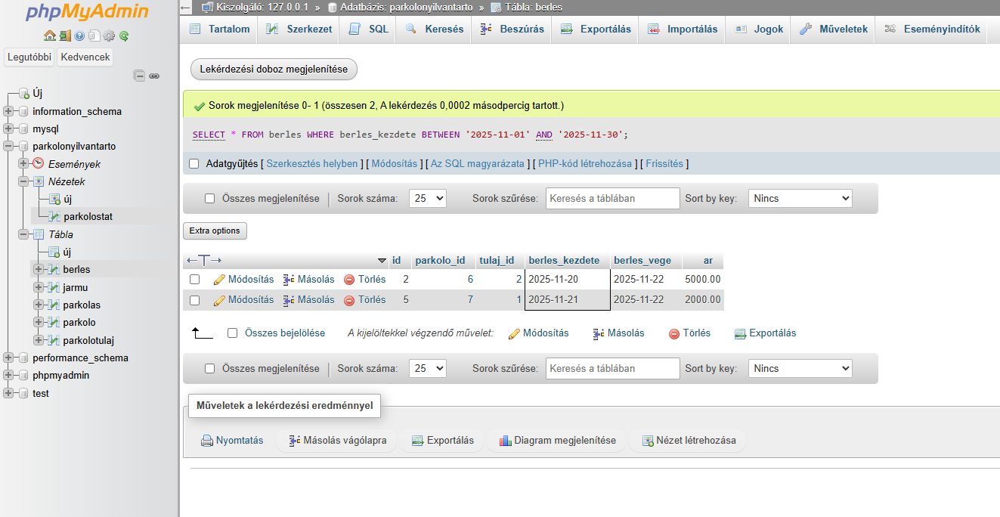 phpMyAdmin
Legutóbbi Kedvencek
Új
information_schema
mysql
parkolonyilvantarto
Események
Nézetek
új
parkolostat
Tábla
új
berles
jarmu
parkolas
parkolo
parkolotulaj
performance_schema
phpmyadmin
test
Kiszolgáló: 127.0.0.1 » Adatbázis: parkolonyilvantarto » Tábla: berles
Tartalom Szerkezet SQL Keresés Beszúrás Exportálás Importálás Jogok Műveletek Eseményindítók
Lekérdezési doboz megjelenítése
Sorok megjelenítése 0- 1 (összesen 2, A lekérdezés 0,0002 másodpercig tartott.)
SELECT * FROM berles WHERE berles_kezdete BETWEEN '2025-11-01' AND '2025-11-30';
Adatgyűjtés [ Szerkesztés helyben ] [ Módosítás ] [ Az SQL magyarázata ] [ PHP-kód létrehozása ] [ Frissítés ]
Összes megjelenítése | Sorok száma: 25 Sorok szűrése: Keresés a táblában Sort by key: Nincs
Extra options
←T→ id parkolo_id tulaj_id berles_kezdete berles_vege ar
Módosítás Másolás Törlés 2 6 2 2025-11-20 2025-11-22 5000.00
Módosítás Másolás Törlés 5 7 1 2025-11-21 2025-11-22 2000.00
Összes bejelölése A kijelöltekkel végzendő művelet: Módosítás Másolás Törlés Exportálás
Összes megjelenítése | Sorok száma: 25 Sorok szűrése: Keresés a táblában Sort by key: Nincs
Műveletek a lekérdezési eredménnyel
Nyomtatás Másolás vágólapra Exportálás Diagram megjelenítése Nézet létrehozása